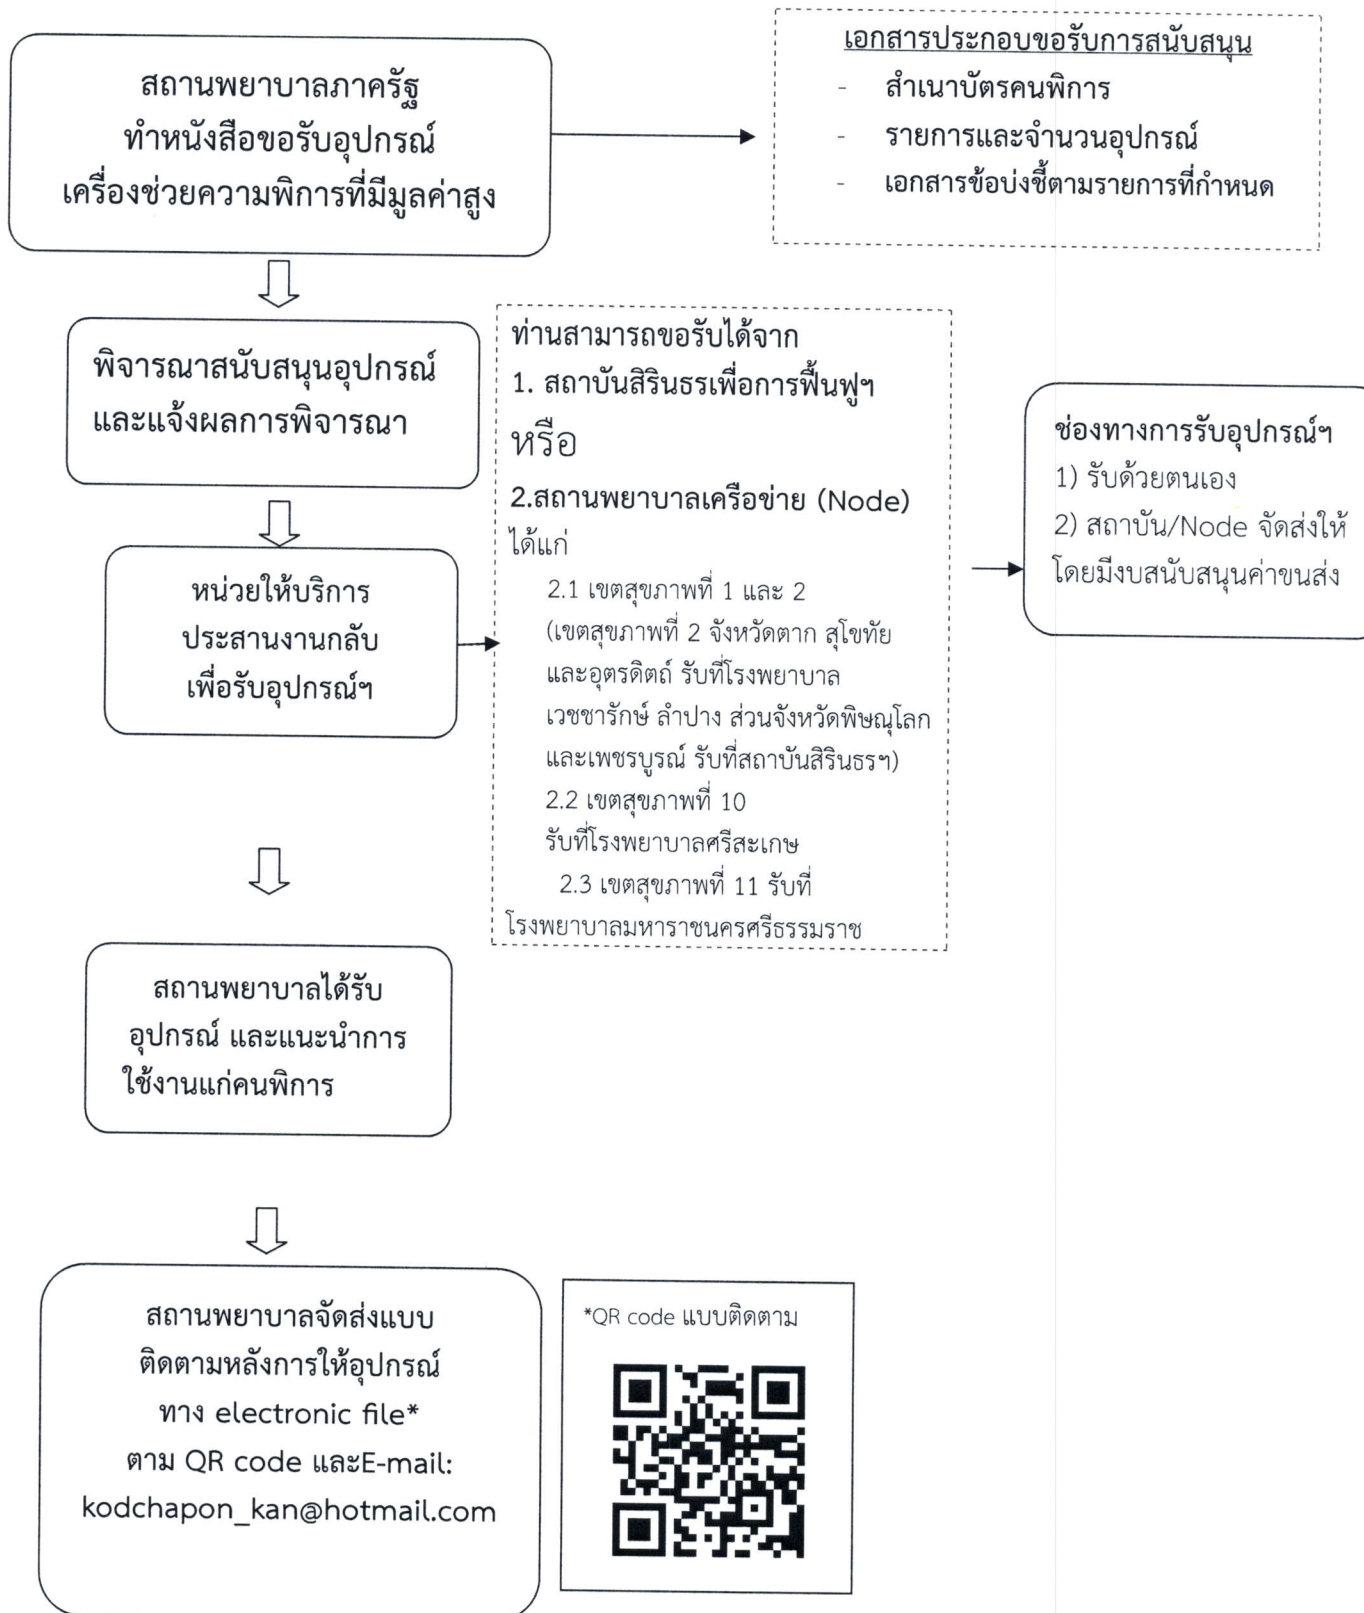 สถานพยาบาลภาครัฐ
ทำหนังสือขอรับอุปกรณ์
เครื่องช่วยความพิการที่มีมูลค่าสูง
เอกสารประกอบขอรับการสนับสนุน
- สำเนาบัตรคนพิการ
- รายการและจำนวนอุปกรณ์
- เอกสารข้อบ่งชี้ตามรายการที่กำหนด
พิจารณาสนับสนุนอุปกรณ์
และแจ้งผลการพิจารณา
หน่วยให้บริการ
ประสานงานกลับ
เพื่อรับอุปกรณ์ฯ
ท่านสามารถขอรับได้จาก
1. สถาบันสิรินธรเพื่อการฟื้นฟูฯ
หรือ
2.สถานพยาบาลเครือข่าย (Node)
ได้แก่
2.1 เขตสุขภาพที่ 1 และ 2
(เขตสุขภาพที่ 2 จังหวัดตาก สุโขทัย
และอุตรดิตถ์ รับที่โรงพยาบาล
เวชชารักษ์ ลำปาง ส่วนจังหวัดพิษณุโลก
และเพชรบูรณ์ รับที่สถาบันสิรินธรฯ)
2.2 เขตสุขภาพที่ 10
รับที่โรงพยาบาลศรีสะเกษ
2.3 เขตสุขภาพที่ 11 รับที่
โรงพยาบาลมหาราชนครศรีธรรมราช
ช่องทางการรับอุปกรณ์ฯ
1) รับด้วยตนเอง
2) สถาบัน/Node จัดส่งให้
โดยมีงบสนับสนุนค่าขนส่ง
สถานพยาบาลได้รับ
อุปกรณ์ และแนะนำการ
ใช้งานแก่คนพิการ
สถานพยาบาลจัดส่งแบบ
ติดตามหลังการให้อุปกรณ์
ทาง electronic file*
ตาม QR code และE-mail:
kodchapon_kan@hotmail.com
*QR code แบบติดตาม